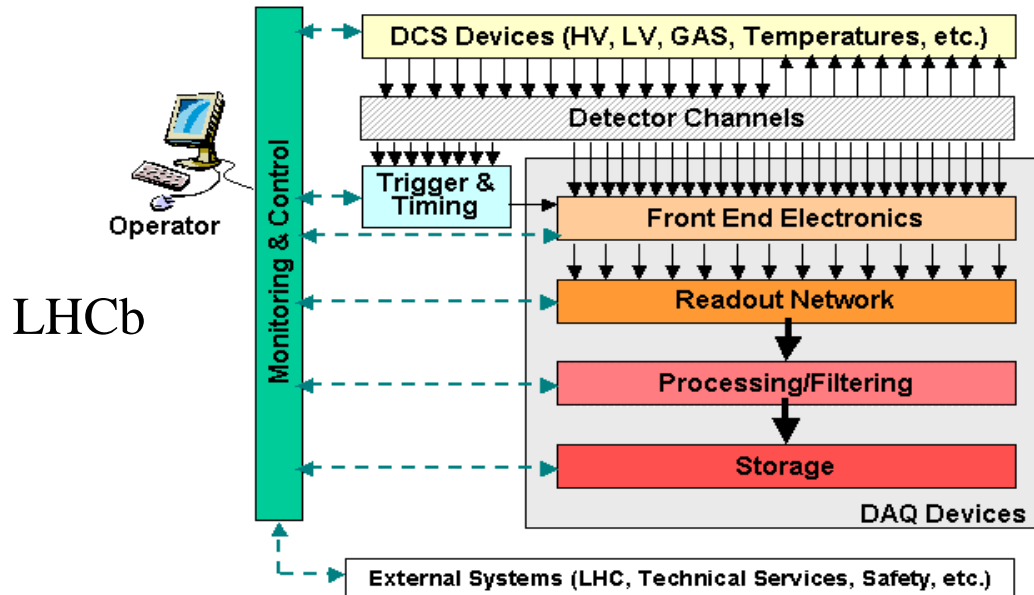 DCS Devices (HV, LV, GAS, Temperatures, etc.)
Detector Channels
Trigger &
Timing
Operator
Monitoring & Control
Front End Electronics
LHCb
Readout Network
Processing/Filtering
Storage
DAQ Devices
External Systems (LHC, Technical Services, Safety, etc.)